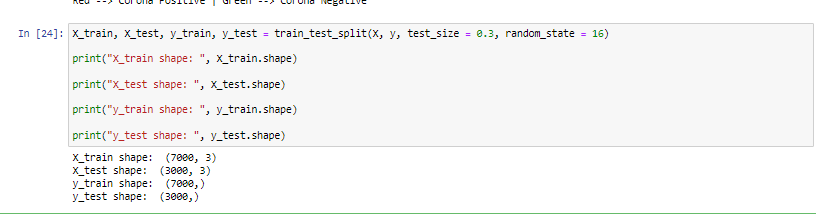 Red --> Corona Positive | Green --> Corona Negative
In [24]: X_train, X_test, y_train, y_test = train_test_split(X, y, test_size = 0.3, random_state = 16)
print("X_train shape: ", X_train.shape)
print("X_test shape: ", X_test.shape)
print("y_train shape: ", y_train.shape)
print("y_test shape: ", y_test.shape)
X_train shape:  (7000, 3)
X_test shape:  (3000, 3)
y_train shape:  (7000,)
y_test shape:  (3000,)